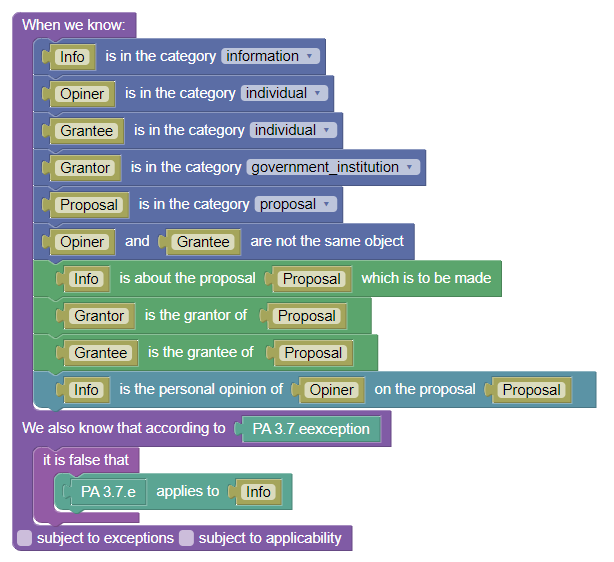 When we know:
Info is in the category information
Opiner is in the category individual
Grantee is in the category individual
Grantor is in the category government_institution
Proposal is in the category proposal
Opiner and Grantee are not the same object
Info is about the proposal Proposal which is to be made
Grantor is the grantor of Proposal
Grantee is the grantee of Proposal
Info is the personal opinion of Opiner on the proposal Proposal
We also know that according to PA 3.7.eexception
it is false that
PA 3.7.e applies to Info
subject to exceptions subject to applicability